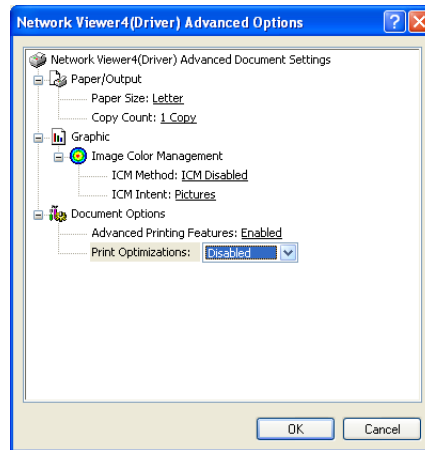 Network Viewer4(Driver) Advanced Options
Network Viewer4(Driver) Advanced Document Settings
Paper/Output
Paper Size: Letter
Copy Count: 1 Copy
Graphic
Image Color Management
ICM Method: ICM Disabled
ICM Intent: Pictures
Document Options
Advanced Printing Features: Enabled
Print Optimizations: Disabled
OK Cancel